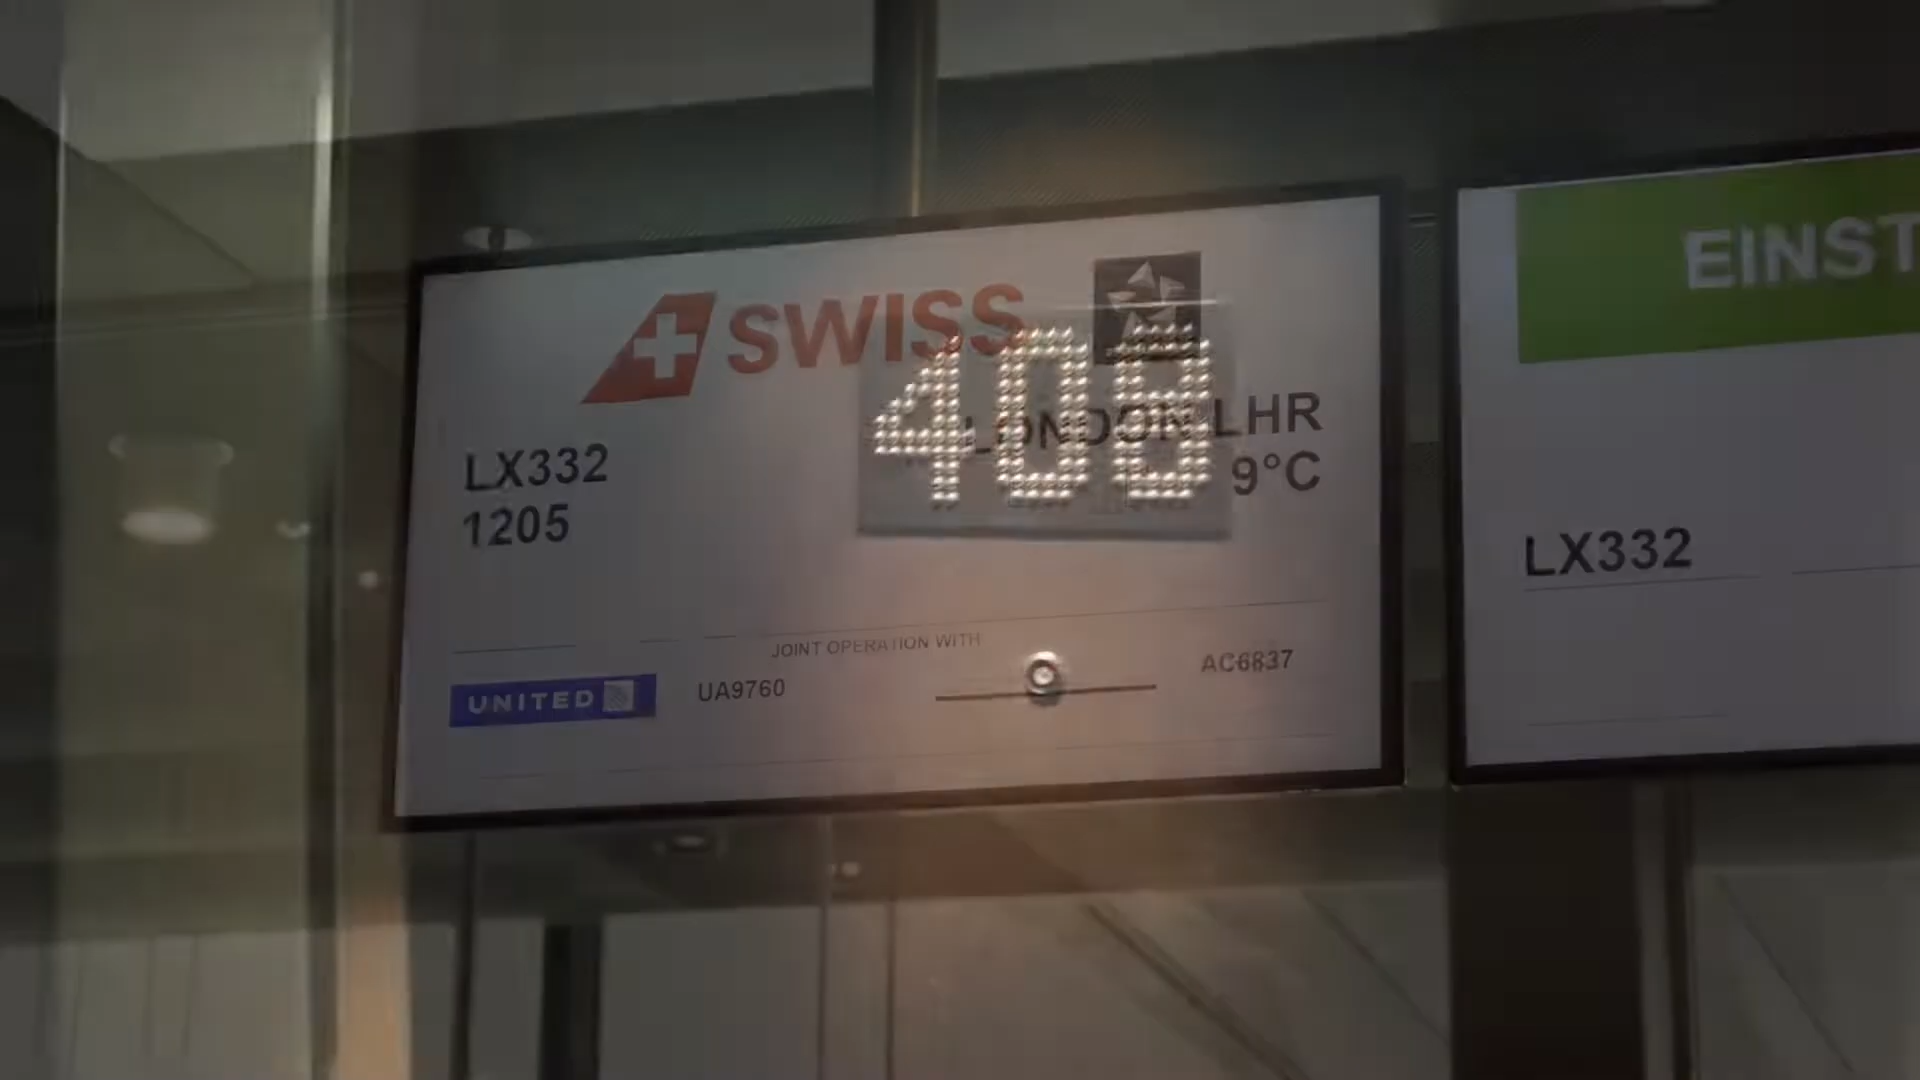 SWISS
408
LONDON LHR
LX332
9°C
1205
JOINT OPERATION WITH
UNITED
UA9760
AC6837
EINST
LX332